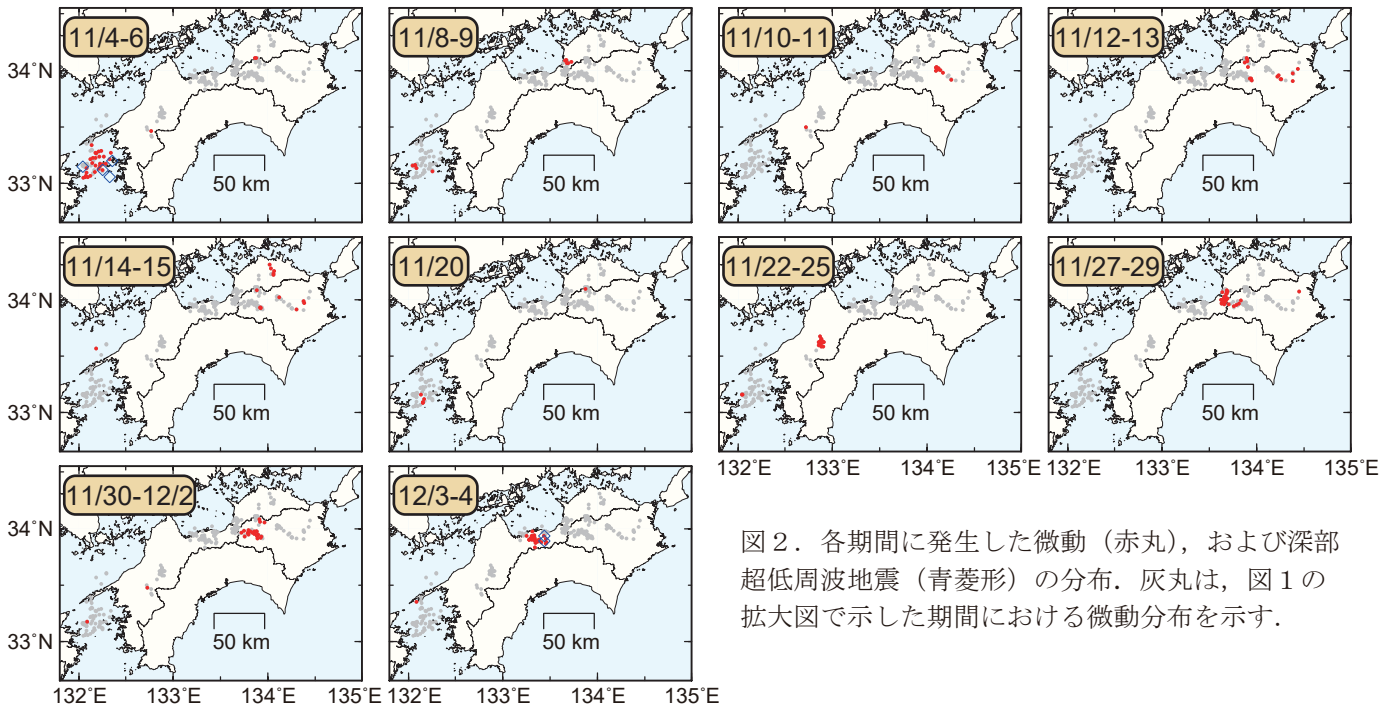 11/4-6
11/8-9
11/10-11
11/12-13
34°N
33°N
50 km
50 km
50 km
50 km
11/14-15
11/20
11/22-25
11/27-29
34°N
33°N
50 km
50 km
50 km
50 km
132°E 133°E 134°E 135°E
132°E 133°E 134°E 135°E
11/30-12/2
12/3-4
34°N
33°N
50 km
50 km
132°E 133°E 134°E 135°E
132°E 133°E 134°E 135°E
図２．各期間に発生した微動（赤丸），および深部
超低周波地震（青菱形）の分布．灰丸は，図１の
拡大図で示した期間における微動分布を示す．